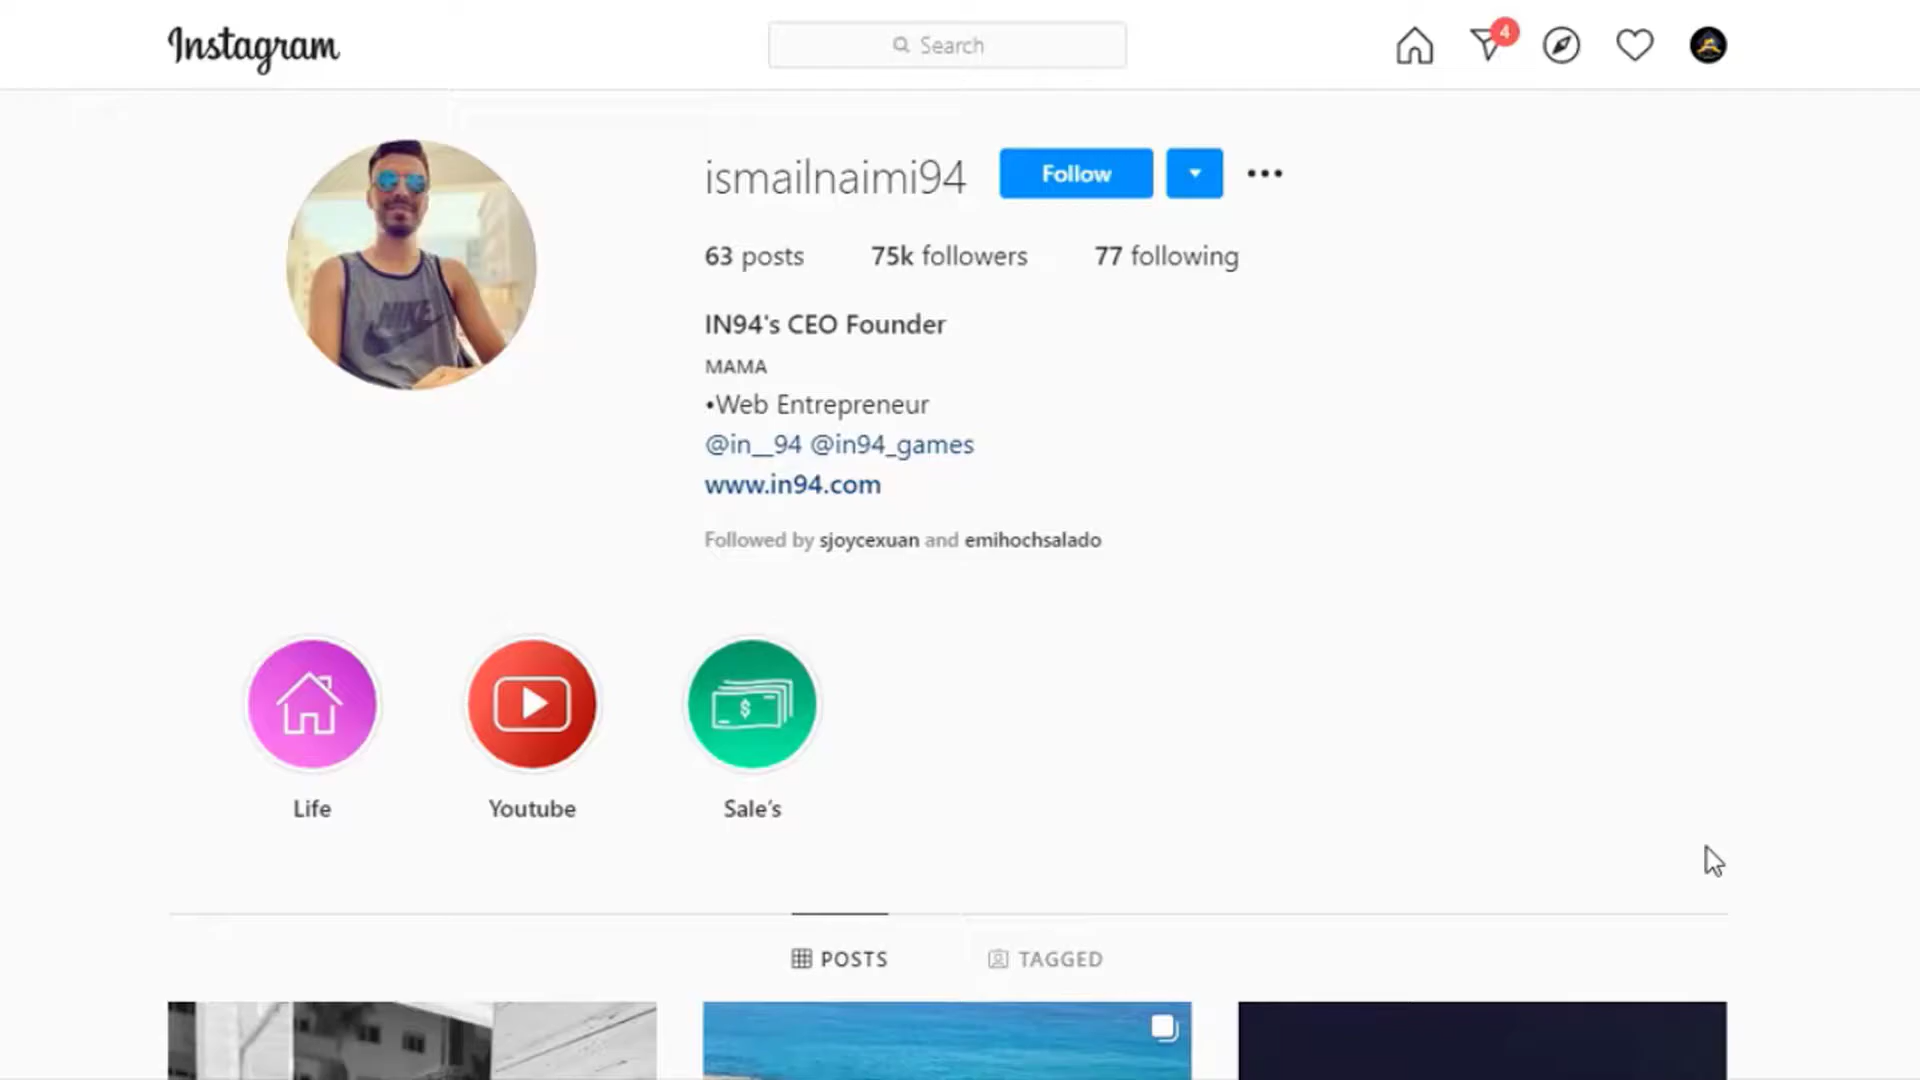 Instagram
Search
4
ismailnaimi94
Follow
63 posts 75k followers 77 following
IN94's CEO Founder
MAMA
•Web Entrepreneur
@in__94 @in94_games
www.in94.com
Followed by sjoycexuan and emihochsalado
NIKE
$
Life Youtube Sale's
POSTS TAGGED